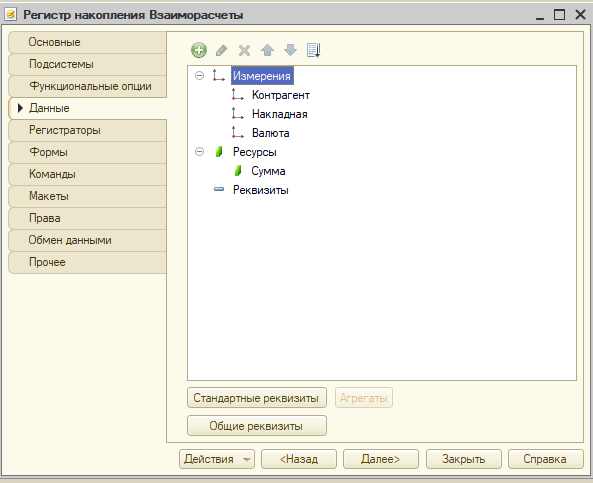 Регистр накопления Взаиморасчеты
Основные
Подсистемы
Функциональные опции
Данные
Регистраторы
Формы
Команды
Макеты
Права
Обмен данными
Прочее
Измерения
Контрагент
Накладная
Валюта
Ресурсы
Сумма
Реквизиты
Стандартные реквизиты
Агрегаты
Общие реквизиты
Действия
<Назад
Далее>
Закрыть
Справка